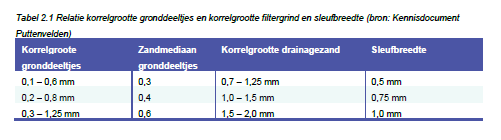 Tabel 2.1 Relatie korrelgrootte gronddeeltjes en korrelgrootte filtergrind en sleufbreedte (bron: Kennisdocument
Puttenvelden)
Korrelgrootte Zandmediaan Korrelgrootte drainagezand Sleufbreedte
gronddeeltjes gronddeeltjes
0,1 – 0,6 mm 0,3 0,7 – 1,25 mm 0,5 mm
0,2 – 0,8 mm 0,4 1,0 – 1,5 mm 0,75 mm
0,3 – 1,25 mm 0,6 1,5 – 2,0 mm 1,0 mm